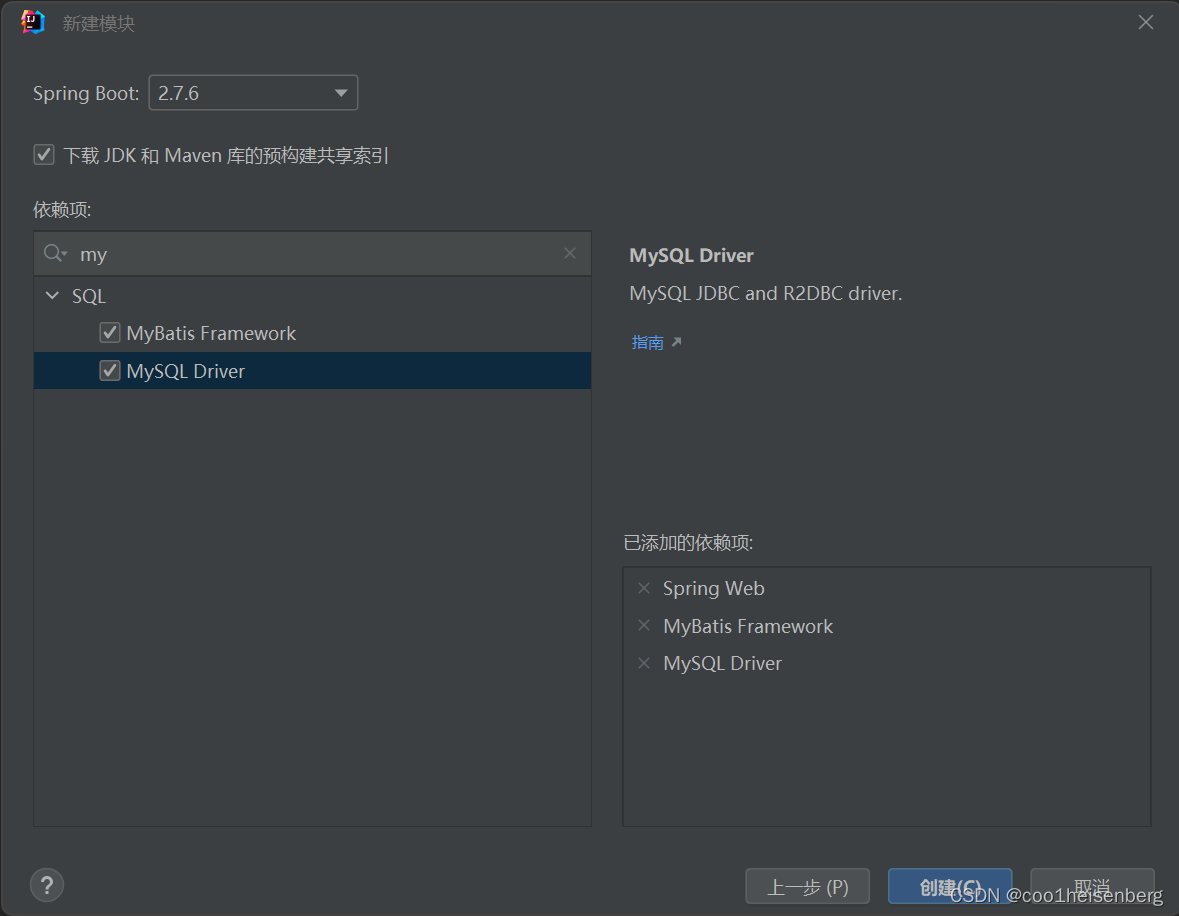 新建模块
Spring Boot: 2.7.6
下载 JDK 和 Maven 库的预构建共享索引
依赖项:
my
SQL
MyBatis Framework
MySQL Driver
MySQL Driver
MySQL JDBC and R2DBC driver.
指南
已添加的依赖项:
Spring Web
MyBatis Framework
MySQL Driver
?
上一步 (P)
创建(C)
取消
CSDN @coo1heisenberg